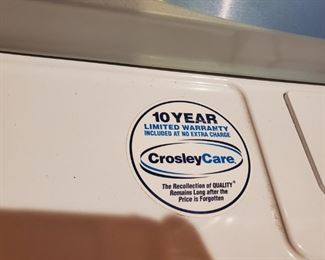 10 YEAR
LIMITED WARRANTY
INCLUDED AT NO EXTRA CHARGE
CrosleyCare.
The Recollection of QUALITY™
Remains Long after the
Price is Forgotten